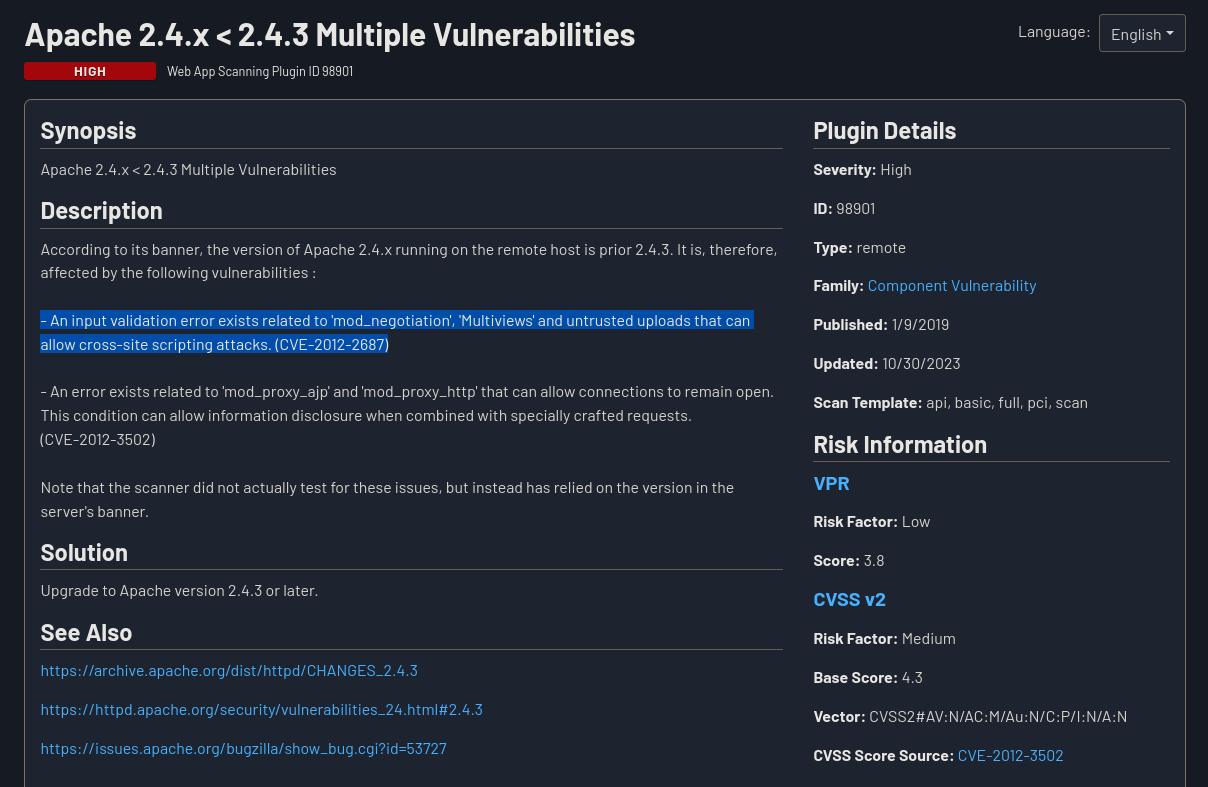 Apache 2.4.x < 2.4.3 Multiple Vulnerabilities
Language:
English
HIGH
Web App Scanning Plugin ID 98901
Synopsis
Apache 2.4.x < 2.4.3 Multiple Vulnerabilities
Description
According to its banner, the version of Apache 2.4.x running on the remote host is prior 2.4.3. It is, therefore,
affected by the following vulnerabilities :
- An input validation error exists related to 'mod_negotiation', 'Multiviews' and untrusted uploads that can
allow cross-site scripting attacks. (CVE-2012-2687)
- An error exists related to 'mod_proxy_ajp' and 'mod_proxy_http' that can allow connections to remain open.
This condition can allow information disclosure when combined with specially crafted requests.
(CVE-2012-3502)
Note that the scanner did not actually test for these issues, but instead has relied on the version in the
server's banner.
Solution
Upgrade to Apache version 2.4.3 or later.
See Also
https://archive.apache.org/dist/httpd/CHANGES_2.4.3
https://httpd.apache.org/security/vulnerabilities_24.html#2.4.3
https://issues.apache.org/bugzilla/show_bug.cgi?id=53727
Plugin Details
Severity: High
ID: 98901
Type: remote
Family: Component Vulnerability
Published: 1/9/2019
Updated: 10/30/2023
Scan Template: api, basic, full, pci, scan
Risk Information
VPR
Risk Factor: Low
Score: 3.8
CVSS v2
Risk Factor: Medium
Base Score: 4.3
Vector: CVSS2#AV:N/AC:M/Au:N/C:P/I:N/A:N
CVSS Score Source: CVE-2012-3502